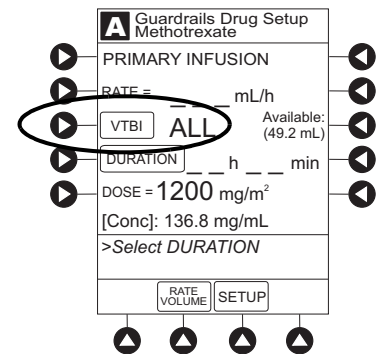 A Guardrails Drug Setup
Methotrexate
PRIMARY INFUSION
RATE = _ _ _ mL/h
VTBI ALL Available:
(49.2 mL)
DURATION _ _ h _ _ min
DOSE = 1200 mg/m²
[Conc]: 136.8 mg/mL
>Select DURATION
RATE
VOLUME SETUP